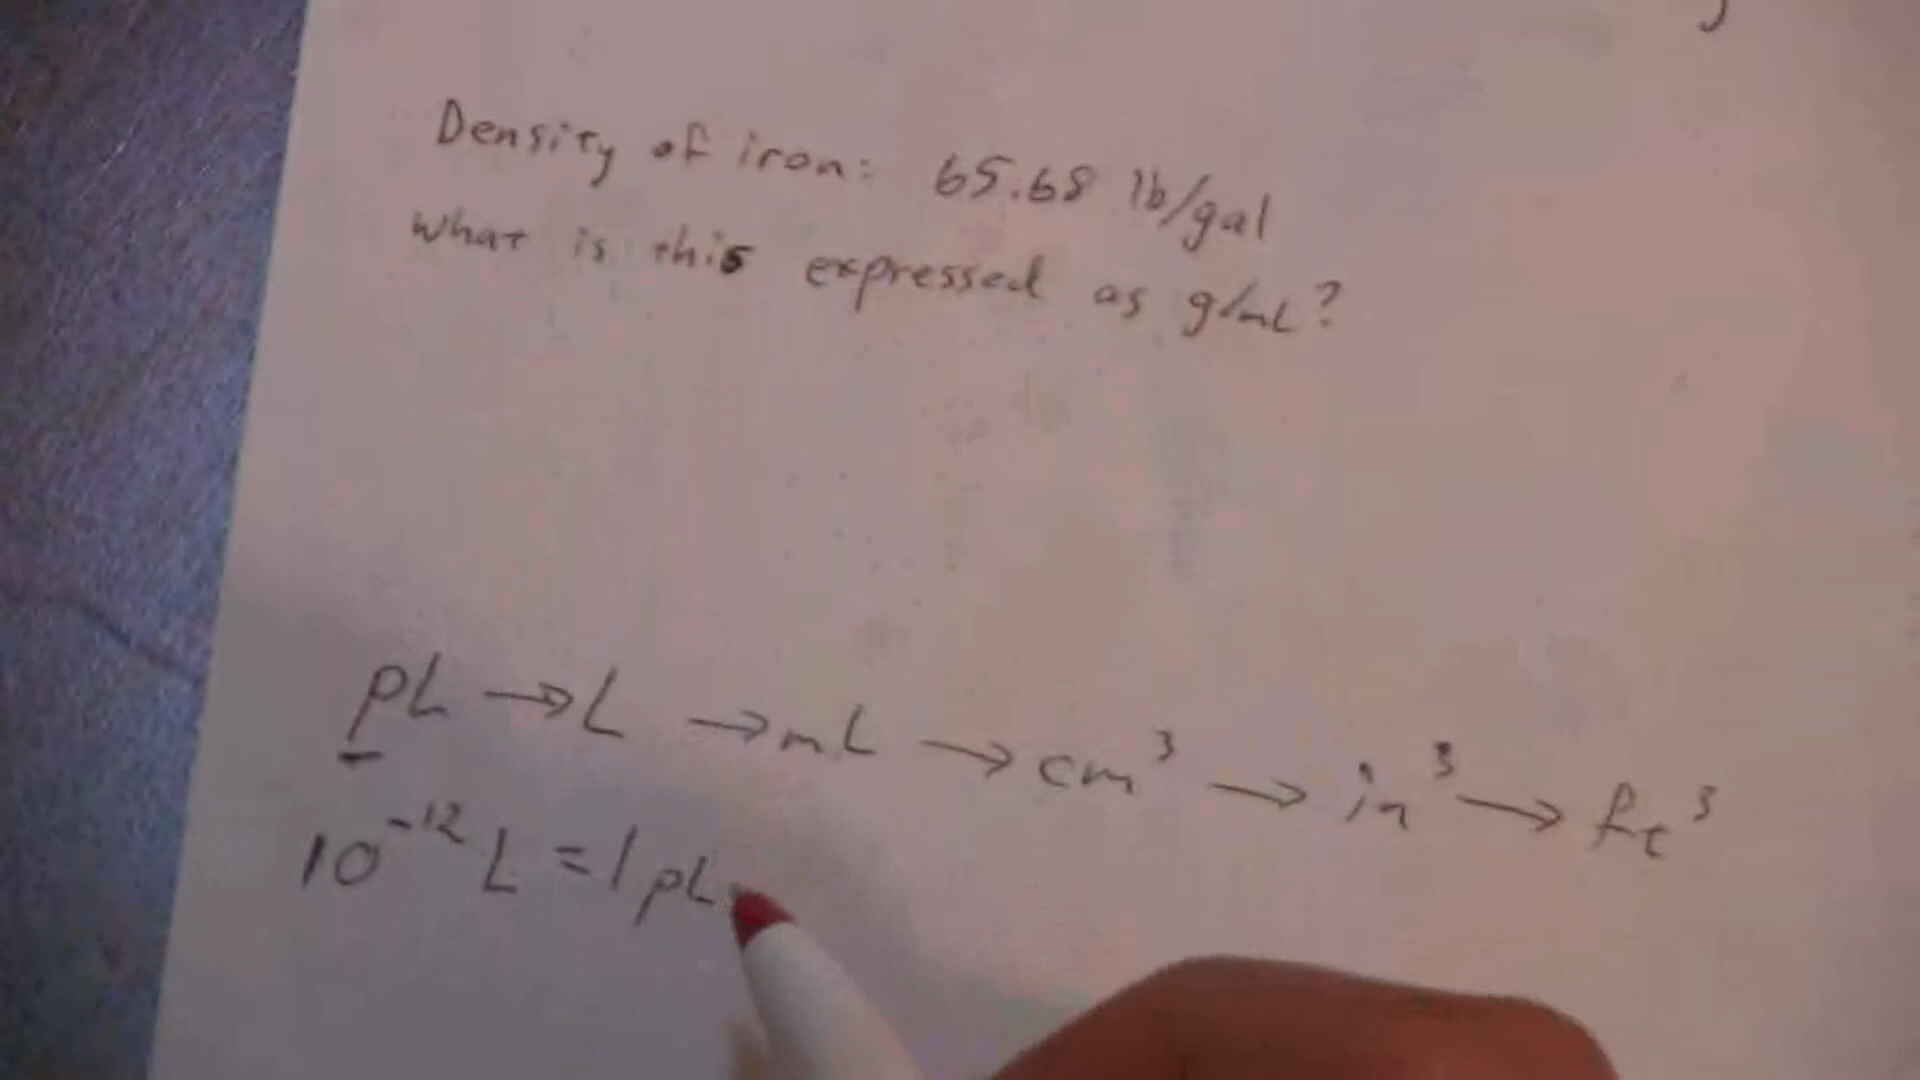 Density of iron: 65.68 lb/gal
What is this expressed as g/mL?
pL → L → mL → cm³ → in³ → ft³
10⁻¹² L = 1 pL